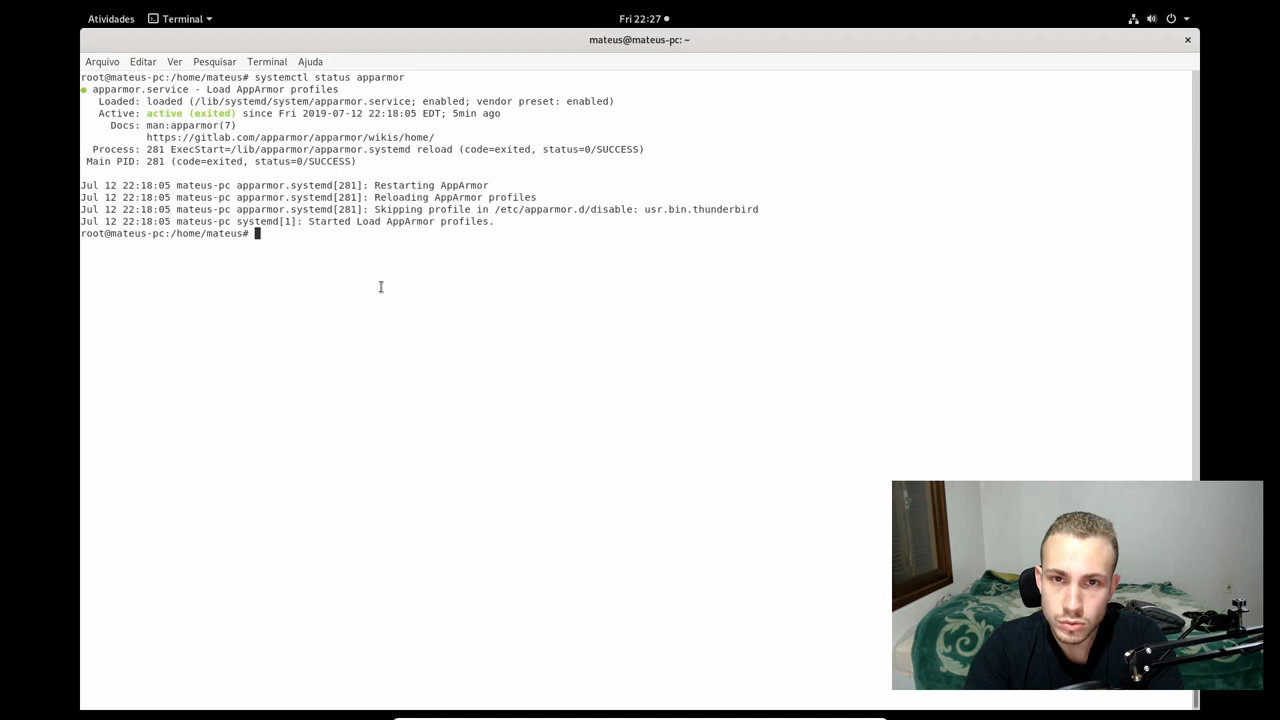 Atividades Terminal Fri 22:27
mateus@mateus-pc: ~ ×
Arquivo Editar Ver Pesquisar Terminal Ajuda
root@mateus-pc:/home/mateus# systemctl status apparmor
● apparmor.service - Load AppArmor profiles
   Loaded: loaded (/lib/systemd/system/apparmor.service; enabled; vendor preset: enabled)
   Active: active (exited) since Fri 2019-07-12 22:18:05 EDT; 5min ago
     Docs: man:apparmor(7)
           https://gitlab.com/apparmor/apparmor/wikis/home/
  Process: 281 ExecStart=/lib/apparmor/apparmor.systemd reload (code=exited, status=0/SUCCESS)
 Main PID: 281 (code=exited, status=0/SUCCESS)
Jul 12 22:18:05 mateus-pc apparmor.systemd[281]: Restarting AppArmor
Jul 12 22:18:05 mateus-pc apparmor.systemd[281]: Reloading AppArmor profiles
Jul 12 22:18:05 mateus-pc apparmor.systemd[281]: Skipping profile in /etc/apparmor.d/disable: usr.bin.thunderbird
Jul 12 22:18:05 mateus-pc systemd[1]: Started Load AppArmor profiles.
root@mateus-pc:/home/mateus#